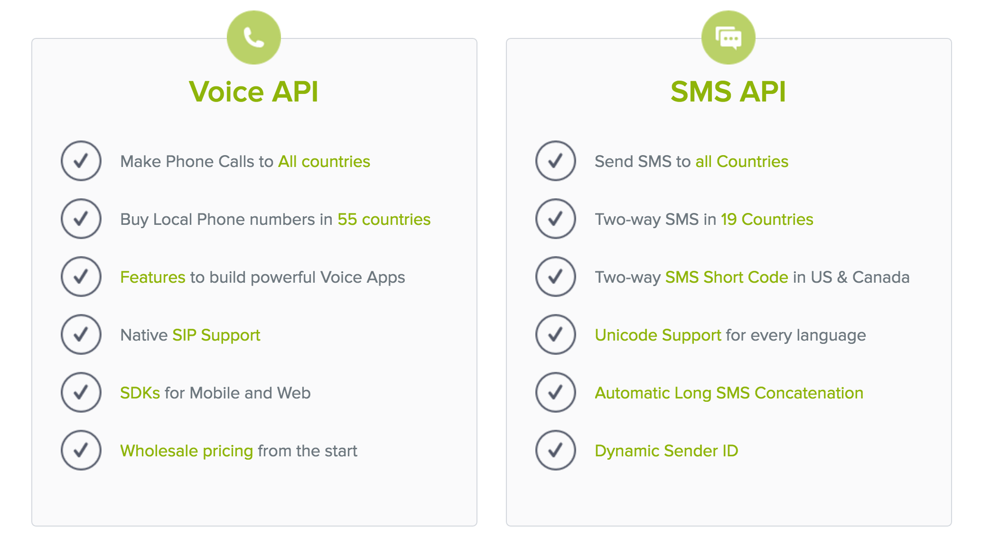 Voice API
Make Phone Calls to All countries
Buy Local Phone numbers in 55 countries
Features to build powerful Voice Apps
Native SIP Support
SDKs for Mobile and Web
Wholesale pricing from the start
SMS API
Send SMS to all Countries
Two-way SMS in 19 Countries
Two-way SMS Short Code in US & Canada
Unicode Support for every language
Automatic Long SMS Concatenation
Dynamic Sender ID